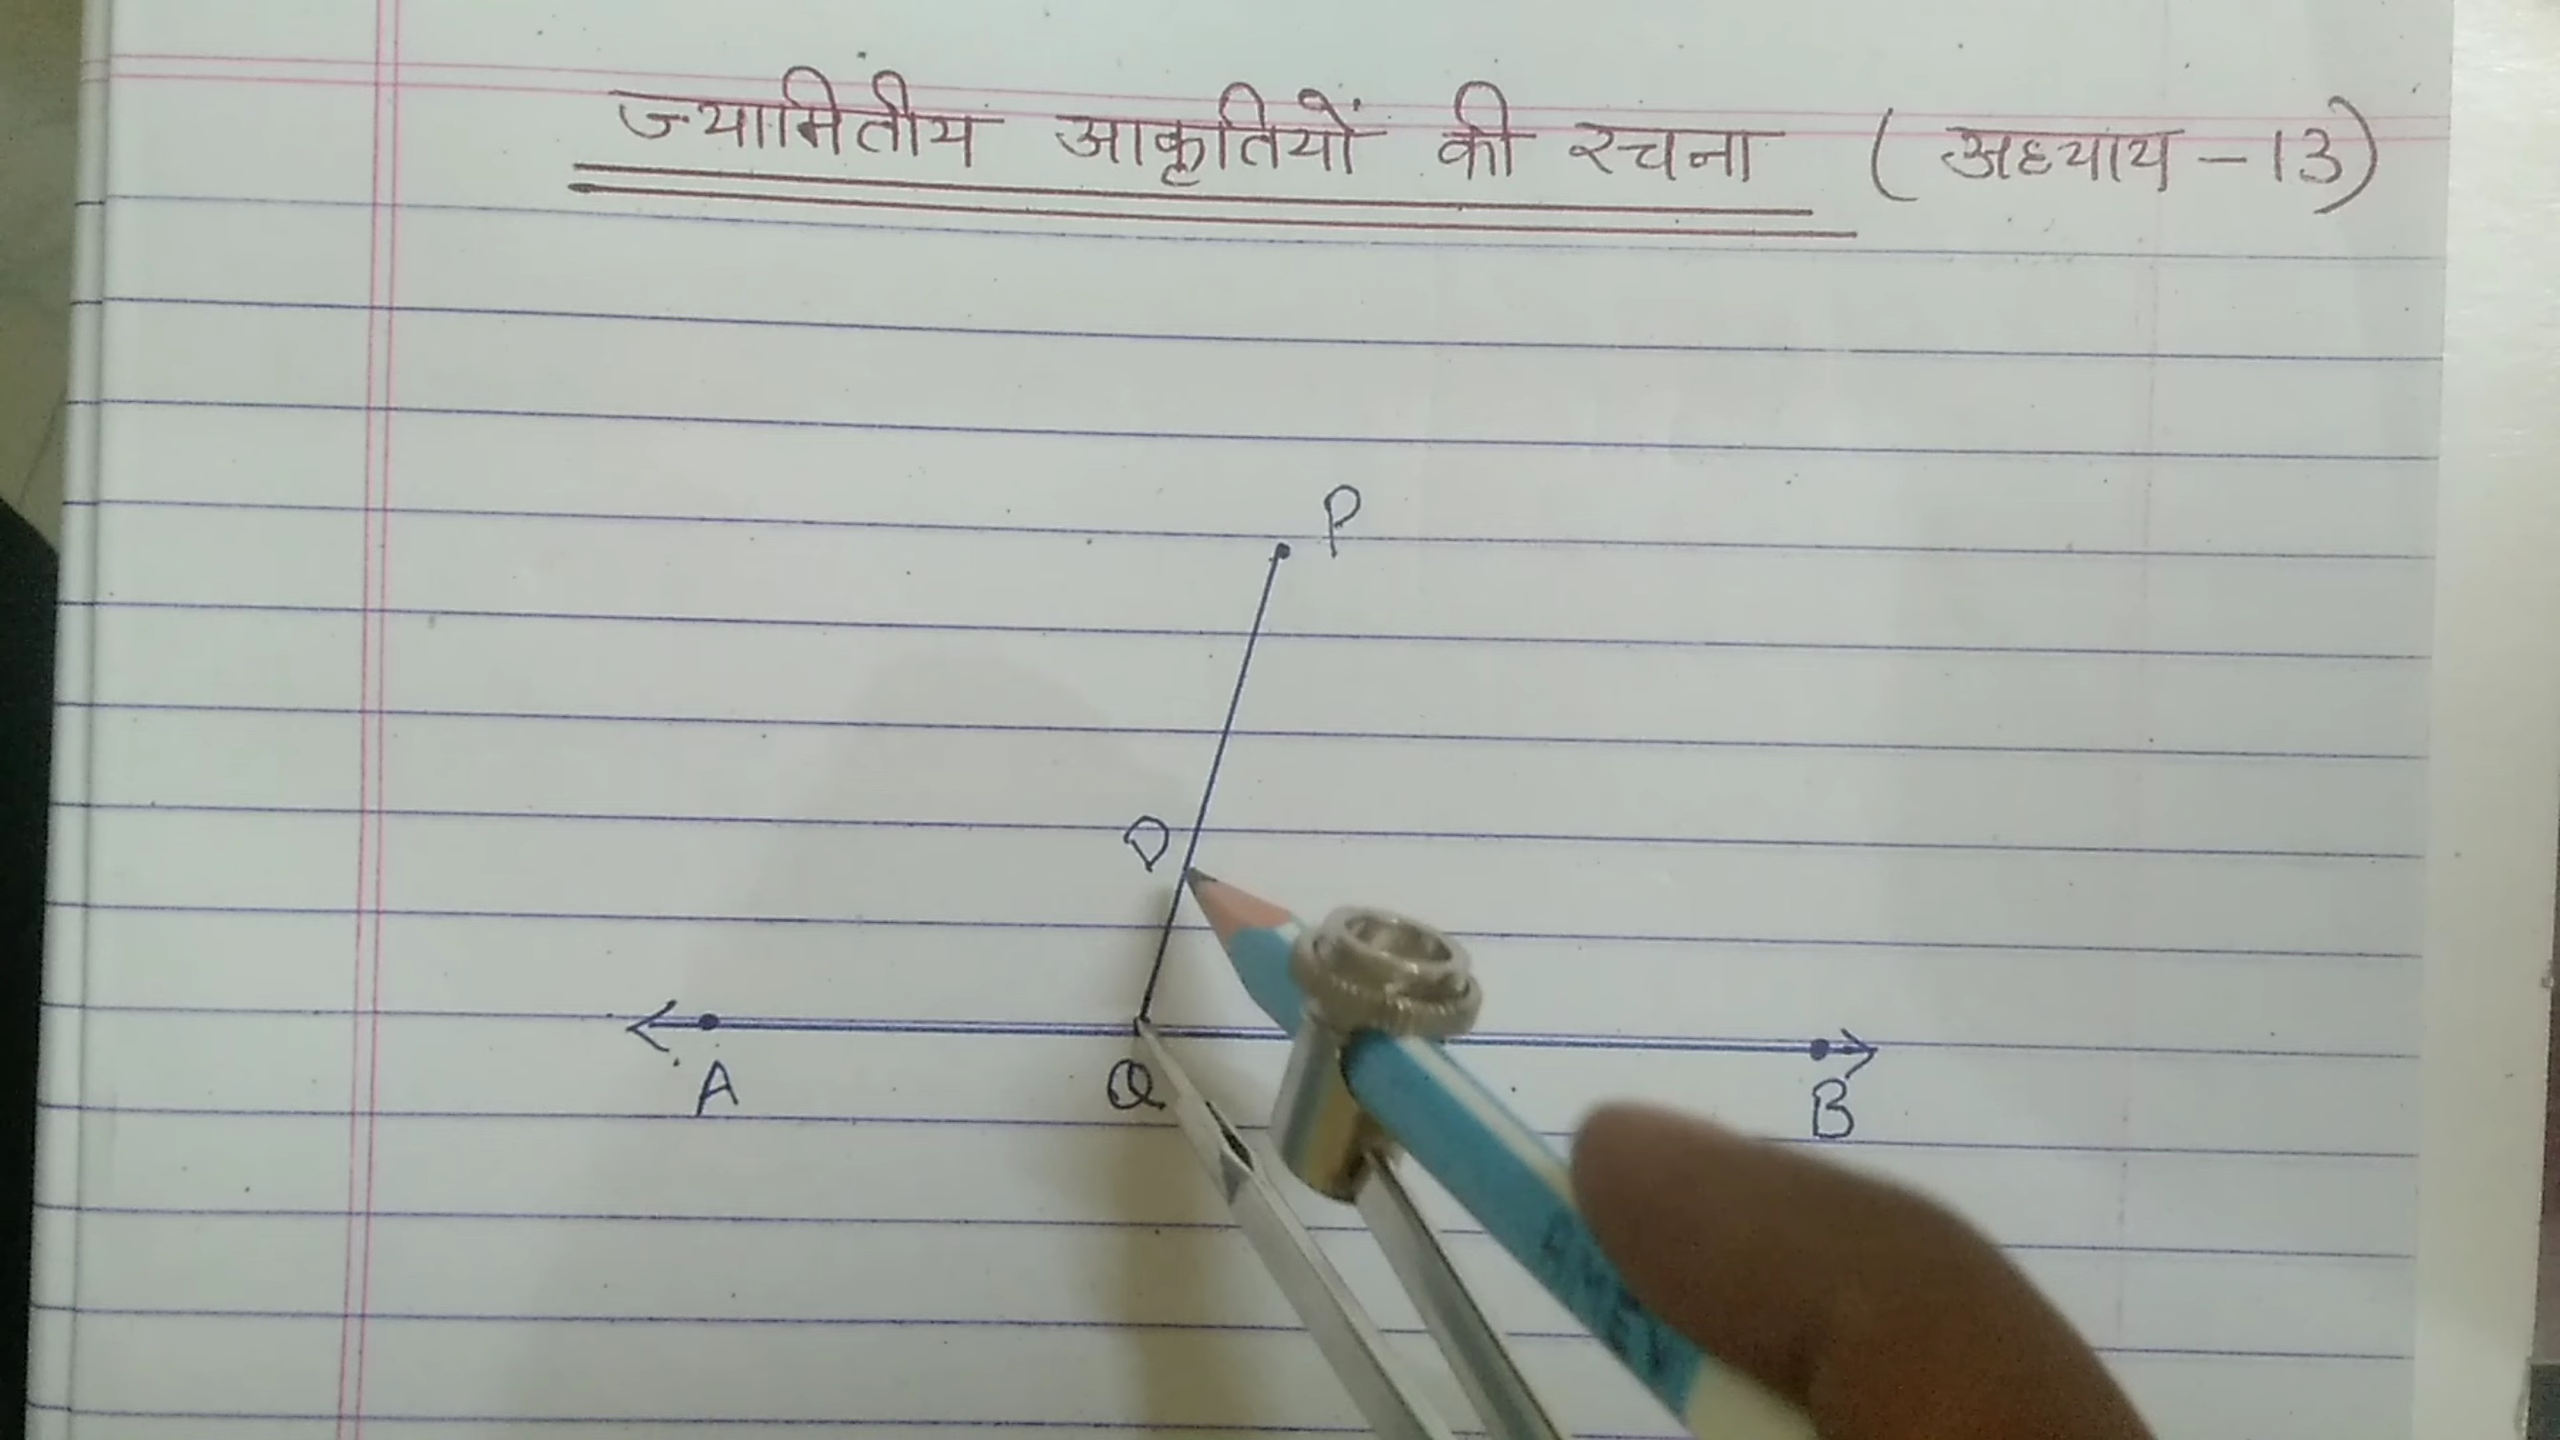 ज्यामितीय आकृतियों की रचना ( अध्याय - 13)
P
D
A
Q
B